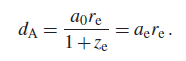 d_A = \frac{a_0 r_e}{1 + z_e} = a_e r_e .